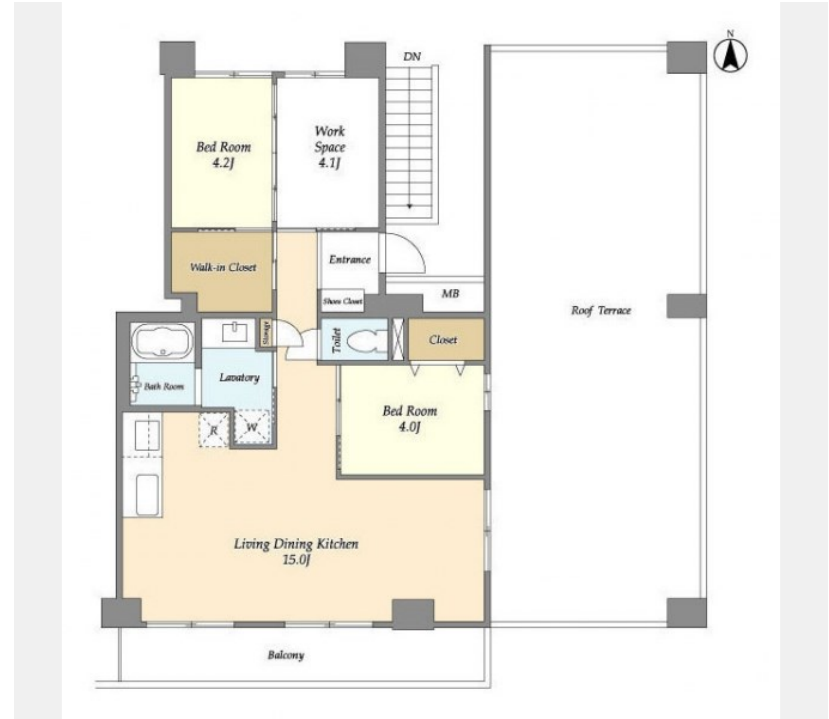 N
DN
Bed Room
4.2J
Work
Space
4.1J
Walk-in Closet
Entrance
Shoes Closet
MB
Roof Terrace
Storage
Toilet
Closet
Bath Room
Lavatory
R
W
Bed Room
4.0J
Living Dining Kitchen
15.0J
Balcony